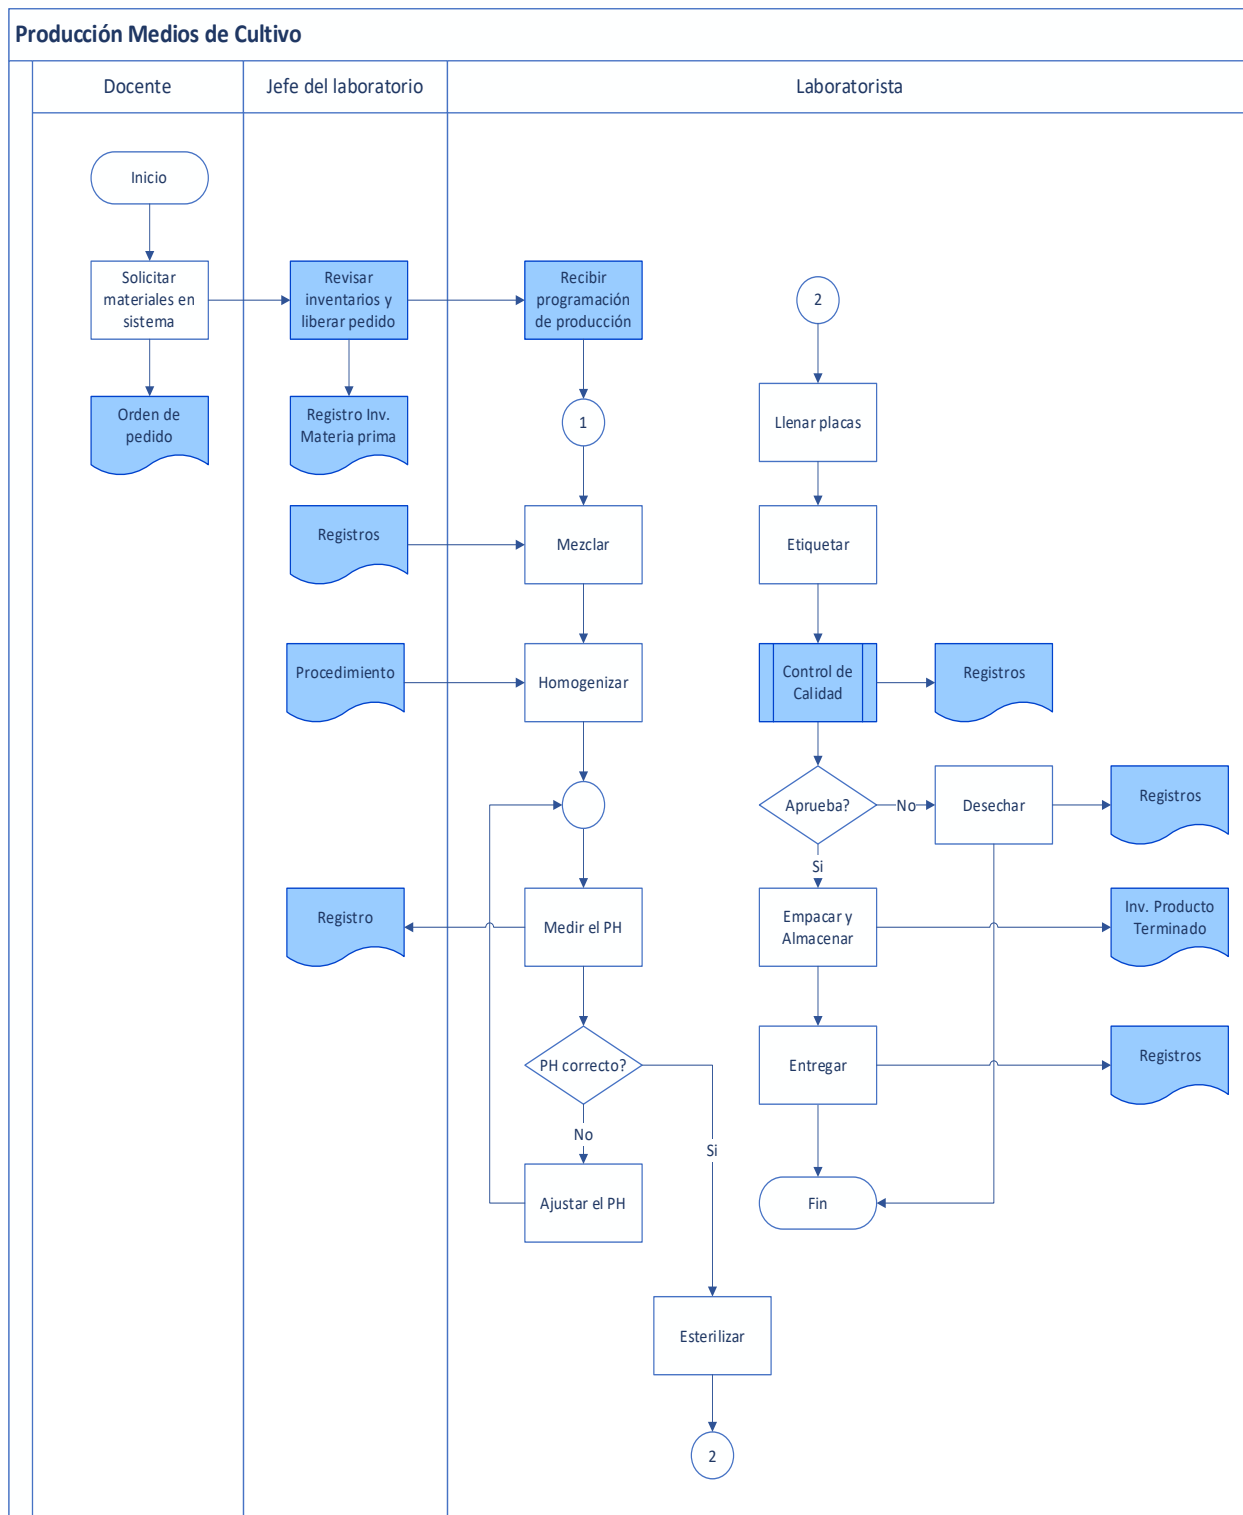 Producción Medios de Cultivo
Docente
Jefe del laboratorio
Laboratorista
Inicio
Solicitar
materiales en
sistema
Revisar
inventarios y
liberar pedido
Recibir
programación
de producción
2
Orden de
pedido
Registro Inv.
Materia prima
1
Llenar placas
Registros
Mezclar
Etiquetar
Procedimiento
Homogenizar
Control de
Calidad
Registros
Aprueba?
No
Desechar
Registros
Si
Registro
Medir el PH
Empacar y
Almacenar
Inv. Producto
Terminado
PH correcto?
Entregar
Registros
No
Si
Ajustar el PH
Fin
Esterilizar
2